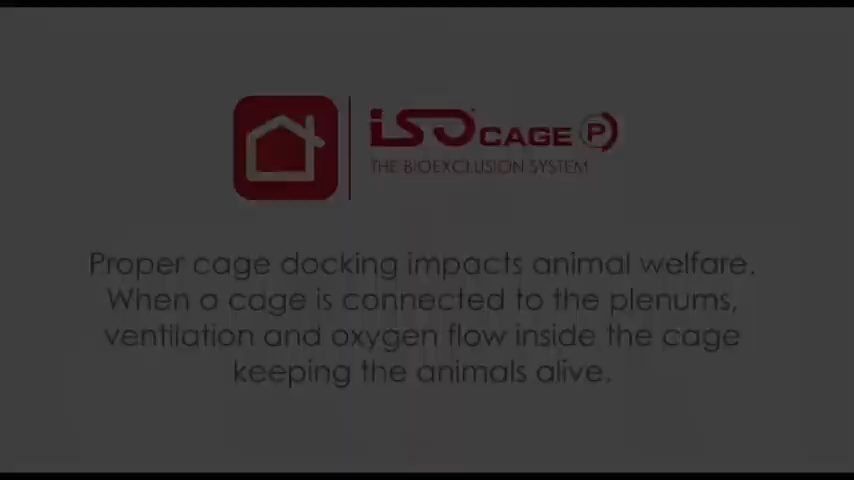 isocage P
THE BIOEXCLUSION SYSTEM
Proper cage docking impacts animal welfare.
When a cage is connected to the plenums,
ventilation and oxygen flow inside the cage
keeping the animals alive.